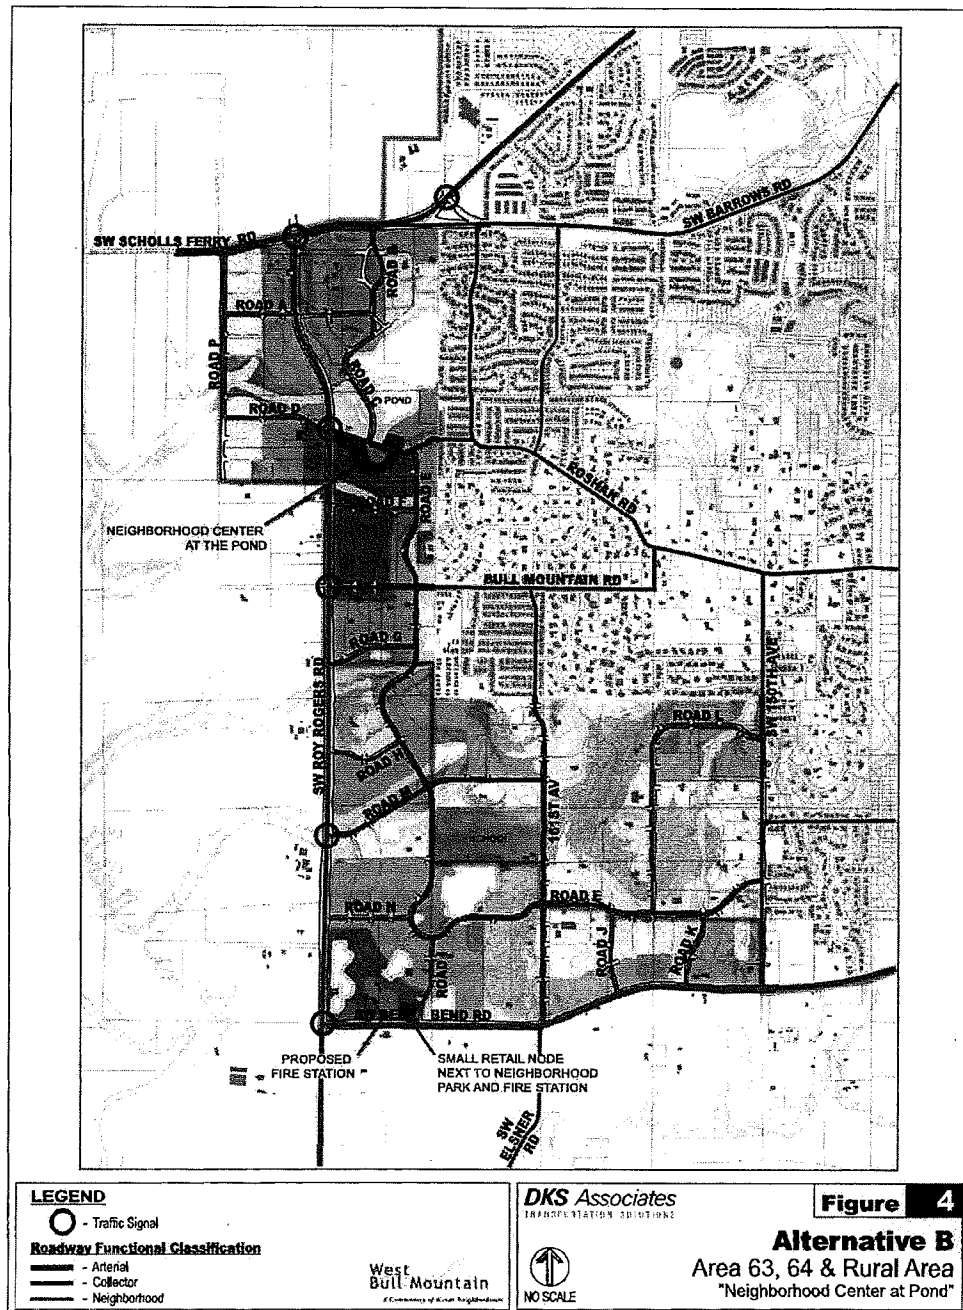 SW SCHOLLS FERRY RD
SW BARROWS RD
ROAD B
ROAD A
ROAD P
ROAD C
POND
ROAD D
ROSHAK RD
ROAD E
NEIGHBORHOOD CENTER
AT THE POND
BULL MOUNTAIN RD
ROAD G
SW ROY ROGERS RD
SW 150TH AVE
ROAD L
ROAD H
ROAD M
161ST AV
SCHOOL
ROAD E
ROAD N
ROAD J
ROAD K
ROAD I
BEND RD
PROPOSED
FIRE STATION
SMALL RETAIL NODE
NEXT TO NEIGHBORHOOD
PARK AND FIRE STATION
SW
ELSNER
RD
LEGEND
- Traffic Signal
Roadway Functional Classification
- Arterial
- Collector
- Neighborhood
West
Bull Mountain
DKS Associates
TRANSPORTATION SOLUTIONS
NO SCALE
Figure 4
Alternative B
Area 63, 64 & Rural Area
"Neighborhood Center at Pond"